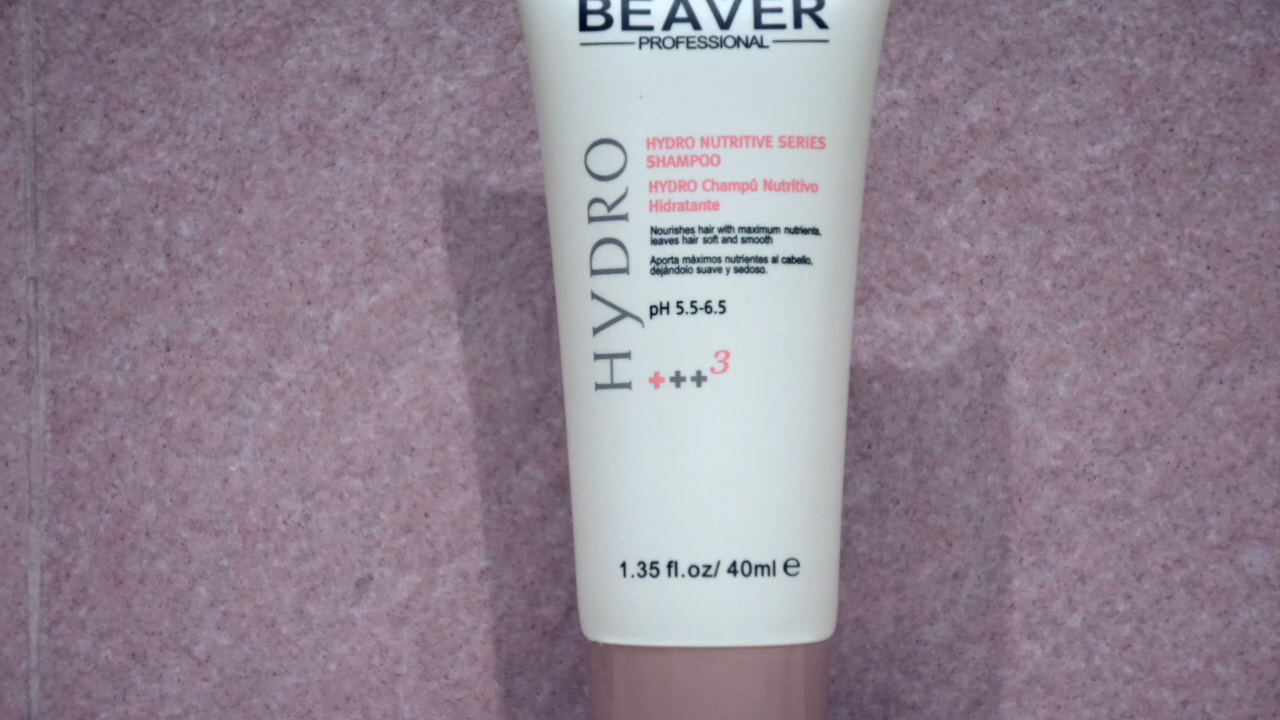 BEAVER
PROFESSIONAL
HYDRO
HYDRO NUTRITIVE SERIES
SHAMPOO
HYDRO Champú Nutritivo
Hidratante
Nourishes hair with maximum nutrients,
leaves hair soft and smooth
Aporta máximos nutrientes al cabello,
dejándolo suave y sedoso.
pH 5.5-6.5
+++3
1.35 fl.oz/ 40ml ℮